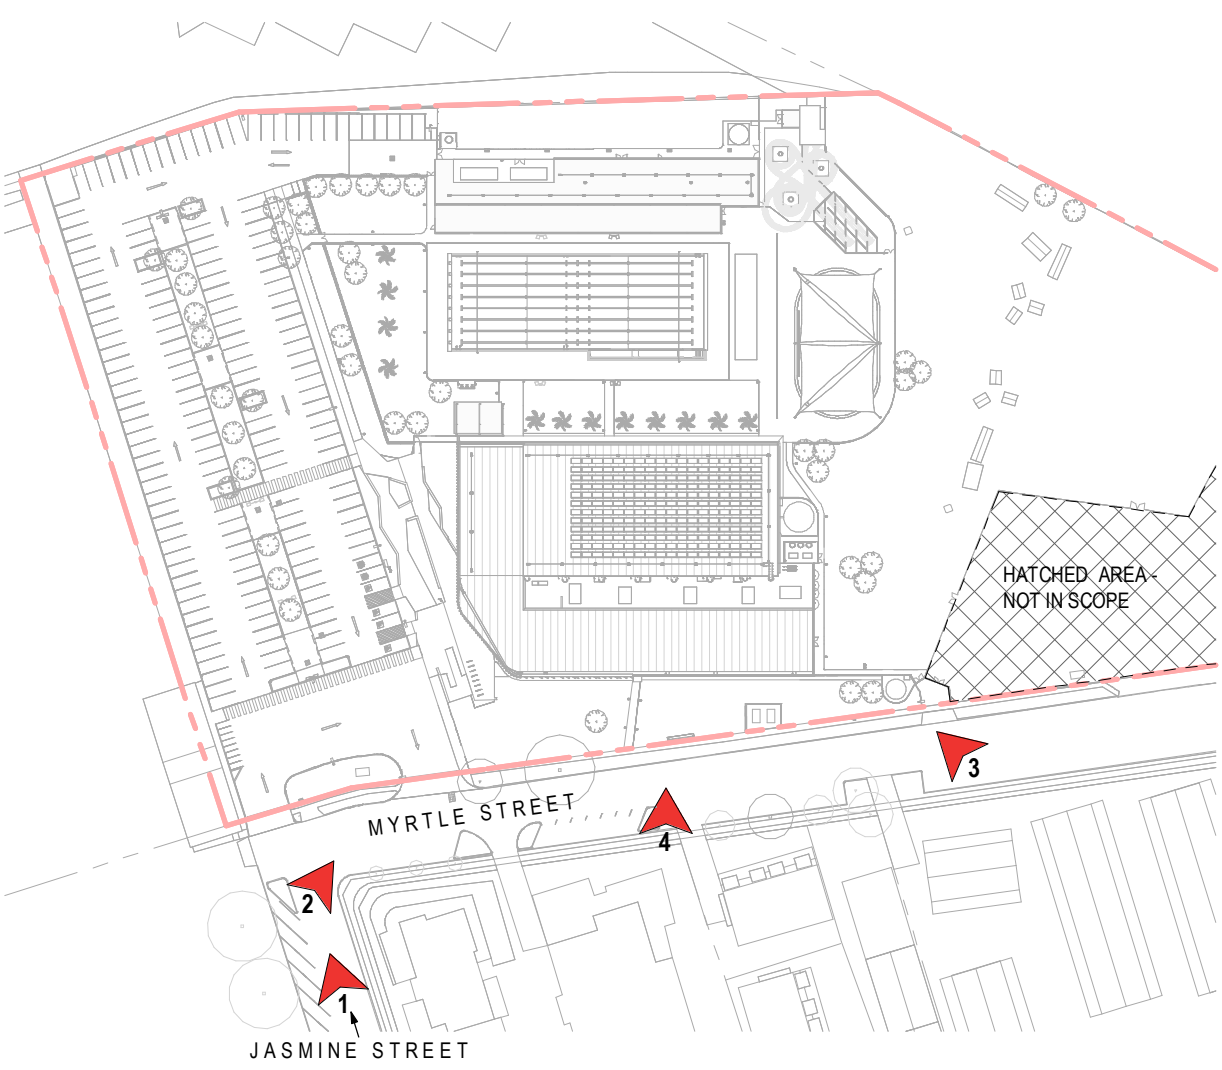 HATCHED AREA -
NOT IN SCOPE
MYRTLE STREET
3
4
2
1
JASMINE STREET